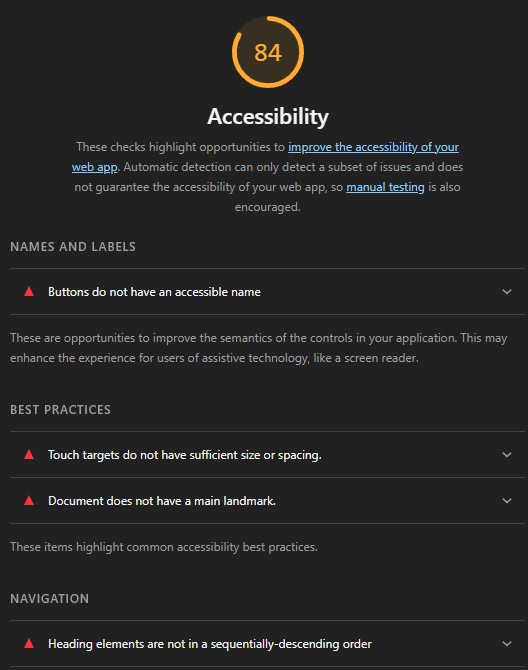 84
Accessibility
These checks highlight opportunities to improve the accessibility of your
web app. Automatic detection can only detect a subset of issues and does
not guarantee the accessibility of your web app, so manual testing is also
encouraged.
NAMES AND LABELS
Buttons do not have an accessible name
These are opportunities to improve the semantics of the controls in your application. This may
enhance the experience for users of assistive technology, like a screen reader.
BEST PRACTICES
Touch targets do not have sufficient size or spacing.
Document does not have a main landmark.
These items highlight common accessibility best practices.
NAVIGATION
Heading elements are not in a sequentially-descending order